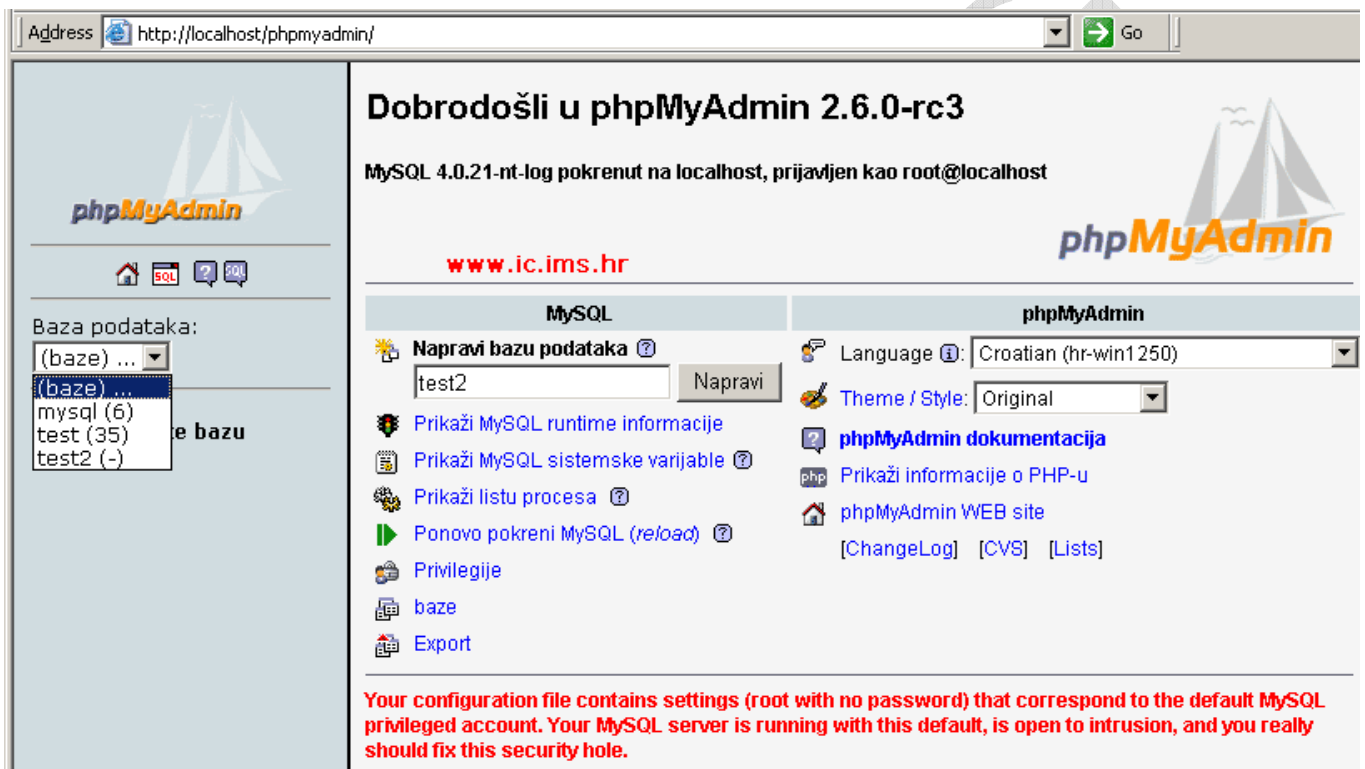 Address http://localhost/phpmyadmin/ Go
phpMyAdmin
SQL ? SQL
Baza podataka:
(baze) ...
(baze) ...
mysql (6)
test (35)
test2 (-)
e bazu
Dobrodošli u phpMyAdmin 2.6.0-rc3
MySQL 4.0.21-nt-log pokrenut na localhost, prijavljen kao root@localhost
phpMyAdmin
www.ic.ims.hr
MySQL
Napravi bazu podataka ?
test2 Napravi
Prikaži MySQL runtime informacije
Prikaži MySQL sistemske varijable ?
Prikaži listu procesa ?
Ponovo pokreni MySQL (reload) ?
Privilegije
baze
Export
phpMyAdmin
Language i: Croatian (hr-win1250)
Theme / Style: Original
? phpMyAdmin dokumentacija
php Prikaži informacije o PHP-u
phpMyAdmin WEB site
[ChangeLog] [CVS] [Lists]
Your configuration file contains settings (root with no password) that correspond to the default MySQL
privileged account. Your MySQL server is running with this default, is open to intrusion, and you really
should fix this security hole.